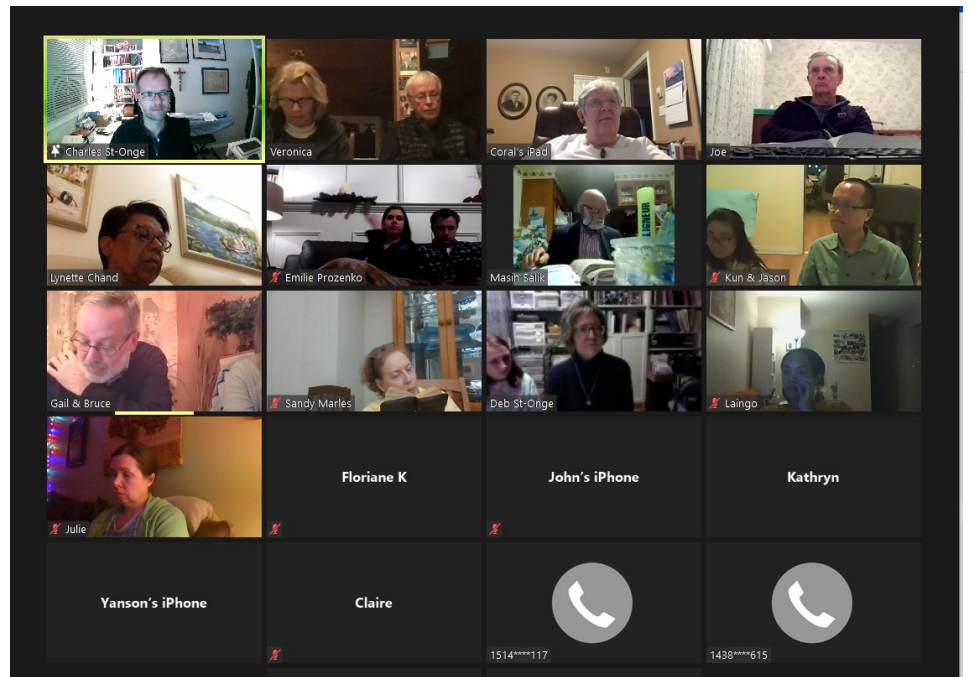 Charles St-Onge
Veronica
Coral's iPad
Joe
Lynette Chand
Emilie Prozenko
Masih Salik
LIGNEUR
Kun & Jason
Gail & Bruce
Sandy Marles
Deb St-Onge
Laingo
Julie
Floriane K
John's iPhone
Kathryn
Yanson's iPhone
Claire
1514****117
1438****615